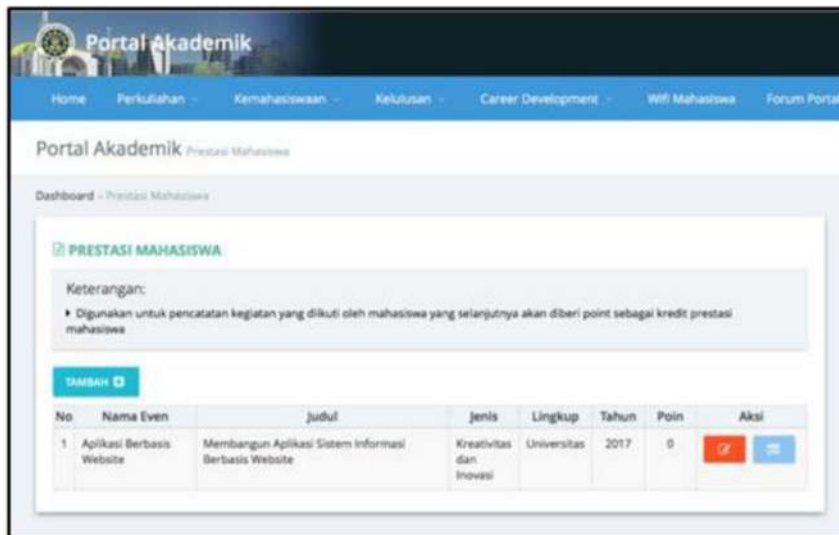 Portal Akademik
Home Perkuliahan Kemahasiswaan Kelulusan Career Development Wifi Mahasiswa Forum Portal
Portal Akademik Prestasi Mahasiswa
Dashboard - Prestasi Mahasiswa
PRESTASI MAHASISWA
Keterangan:
Digunakan untuk pencatatan kegiatan yang diikuti oleh mahasiswa yang selanjutnya akan diberi point sebagai kredit prestasi
mahasiswa
TAMBAH
No Nama Even Judul Jenis Lingkup Tahun Poin Aksi
1 Aplikasi Berbasis Membangun Aplikasi Sistem Informasi Kreativitas Universitas 2017 0
Website Berbasis Website dan
Inovasi